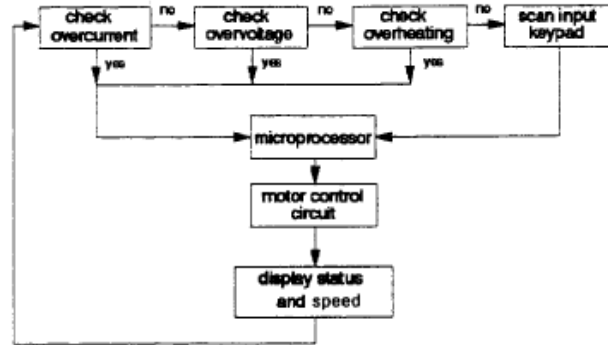 check
overcurrent
no
check
overvoltage
no
check
overheating
no
scan input
keypad
yes
yes
yes
microprocessor
motor control
circuit
display status
and speed